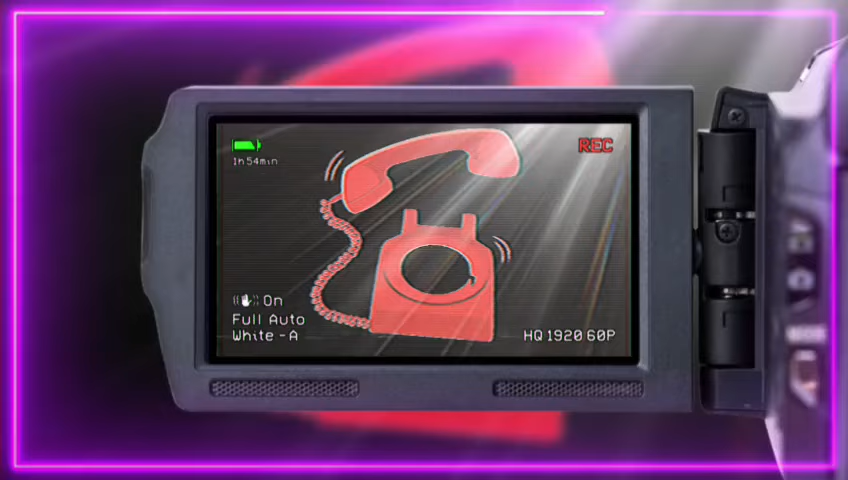 REC
1h 54min
On
Full Auto
White - A
HQ 1920 60P